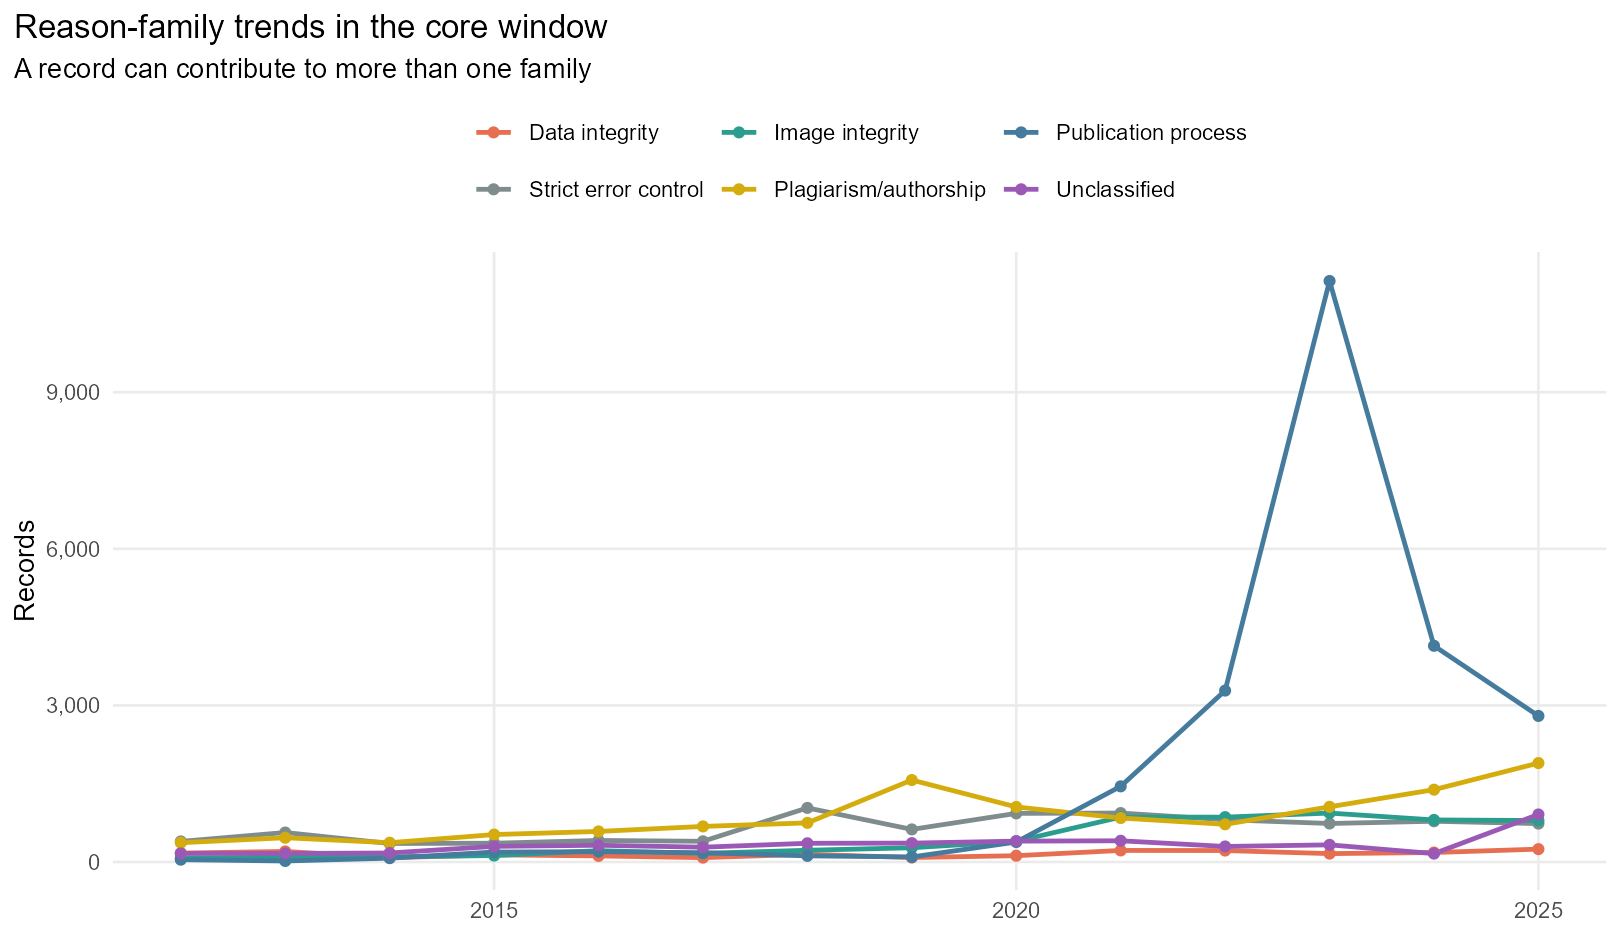 Reason-family trends in the core window
A record can contribute to more than one family
Data integrity
Image integrity
Publication process
Strict error control
Plagiarism/authorship
Unclassified
9,000
6,000
3,000
0
Records
2015
2020
2025